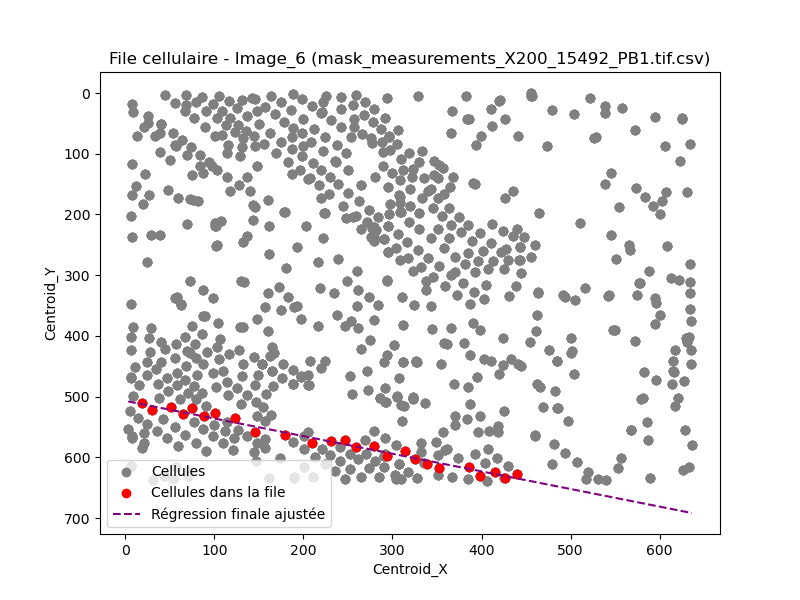 File cellulaire - Image_6 (mask_measurements_X200_15492_PB1.tif.csv)
Centroid_Y
0
100
200
300
400
500
600
700
Cellules
Cellules dans la file
Régression finale ajustée
0 100 200 300 400 500 600
Centroid_X